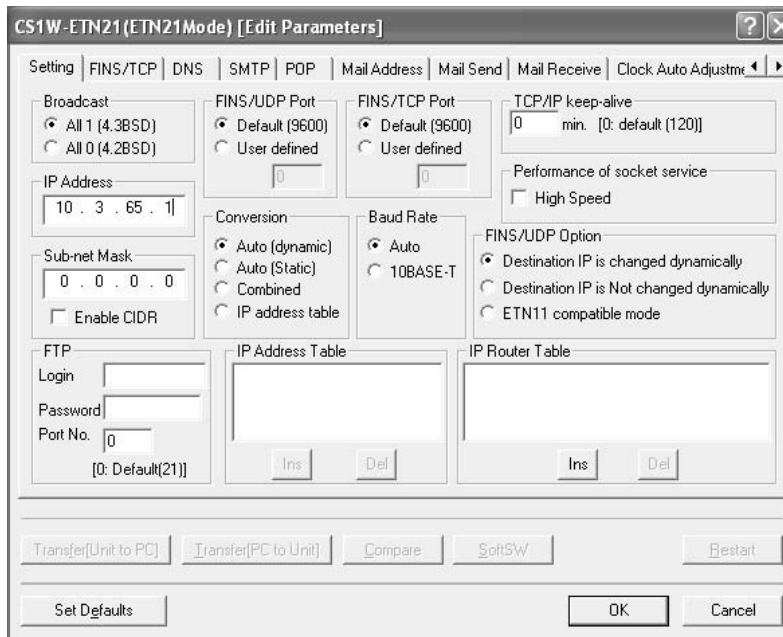 CS1W-ETN21(ETN21Mode) [Edit Parameters]
Setting FINS/TCP DNS SMTP POP Mail Address Mail Send Mail Receive Clock Auto Adjustme
Broadcast
All 1 (4.3BSD)
All 0 (4.2BSD)
FINS/UDP Port
Default (9600)
User defined
0
FINS/TCP Port
Default (9600)
User defined
0
TCP/IP keep-alive
0 min. [0: default (120)]
Performance of socket service
High Speed
IP Address
10 . 3 . 65 . 1
Sub-net Mask
0 . 0 . 0 . 0
Enable CIDR
Conversion
Auto (dynamic)
Auto (Static)
Combined
IP address table
Baud Rate
Auto
10BASE-T
FINS/UDP Option
Destination IP is changed dynamically
Destination IP is Not changed dynamically
ETN11 compatible mode
FTP
Login
Password
Port No. 0
[0: Default(21)]
IP Address Table
Ins Del
IP Router Table
Ins Del
Transfer[Unit to PC] Transfer[PC to Unit] Compare SoftSW Restart
Set Defaults OK Cancel